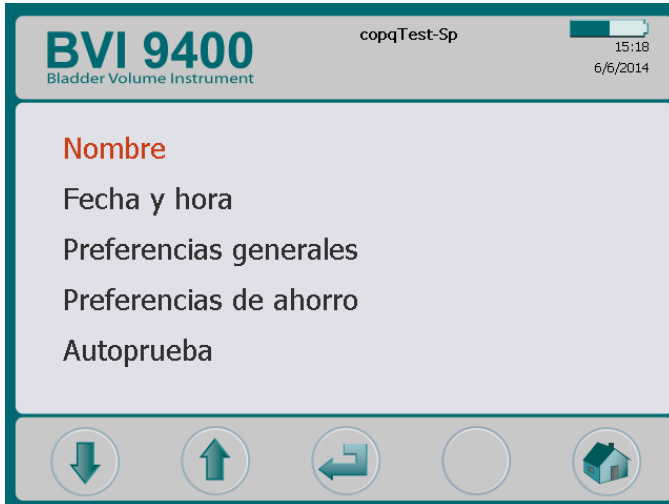 BVI 9400
Bladder Volume Instrument
copqTest-Sp
15:18
6/6/2014
Nombre
Fecha y hora
Preferencias generales
Preferencias de ahorro
Autoprueba